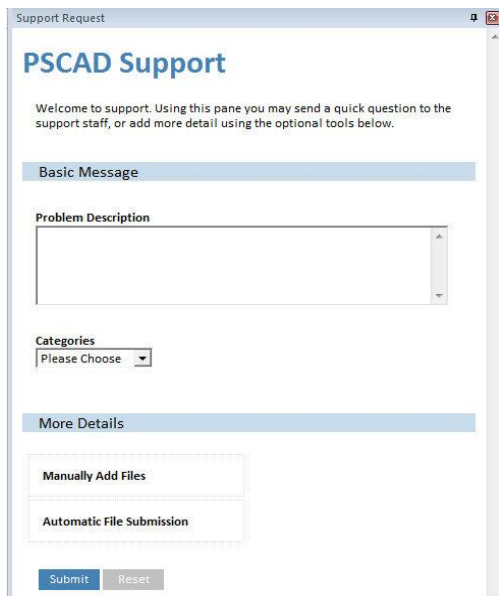 Support Request
PSCAD Support
Welcome to support. Using this pane you may send a quick question to the
support staff, or add more detail using the optional tools below.
Basic Message
Problem Description
Categories
Please Choose
More Details
Manually Add Files
Automatic File Submission
Submit Reset